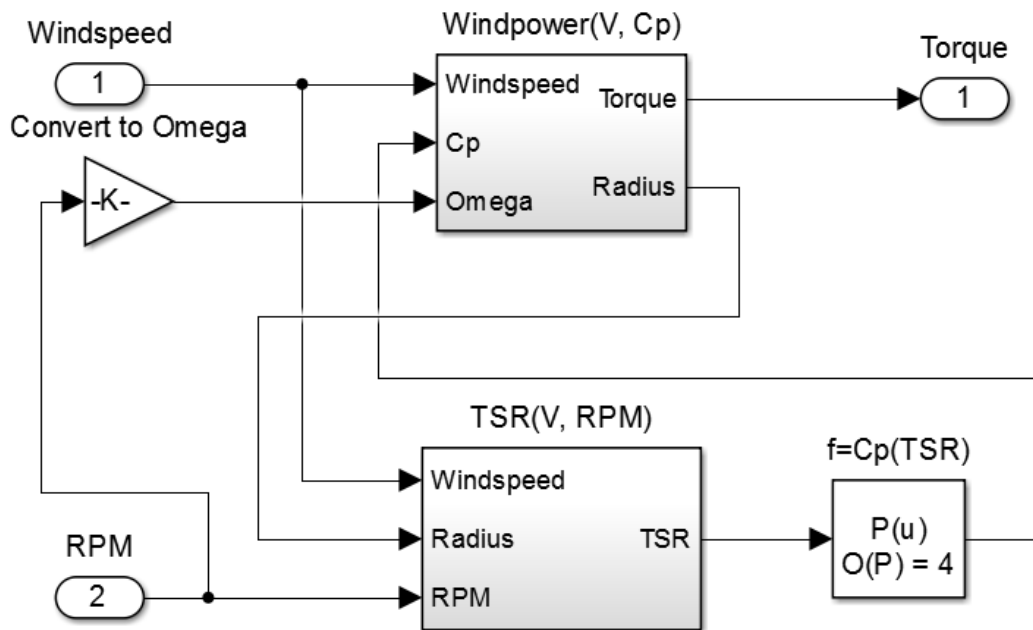 Windspeed
1
Convert to Omega
-K-
Windpower(V, Cp)
Windspeed
Cp
Omega
Torque
Radius
Torque
1
TSR(V, RPM)
Windspeed
Radius
RPM
TSR
f=Cp(TSR)
P(u)
O(P) = 4
RPM
2